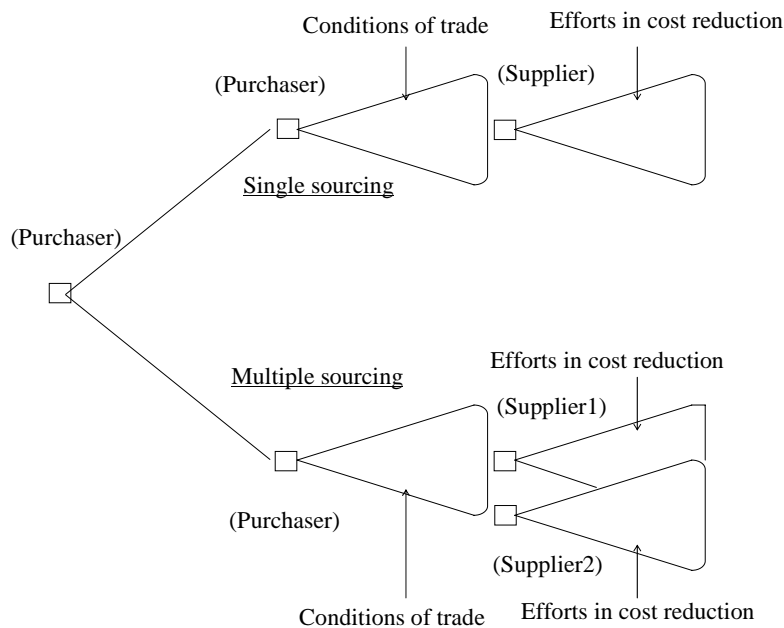 Conditions of trade
Efforts in cost reduction
(Purchaser)
(Supplier)
Single sourcing
(Purchaser)
Multiple sourcing
Efforts in cost reduction
(Supplier1)
(Purchaser)
(Supplier2)
Conditions of trade
Efforts in cost reduction